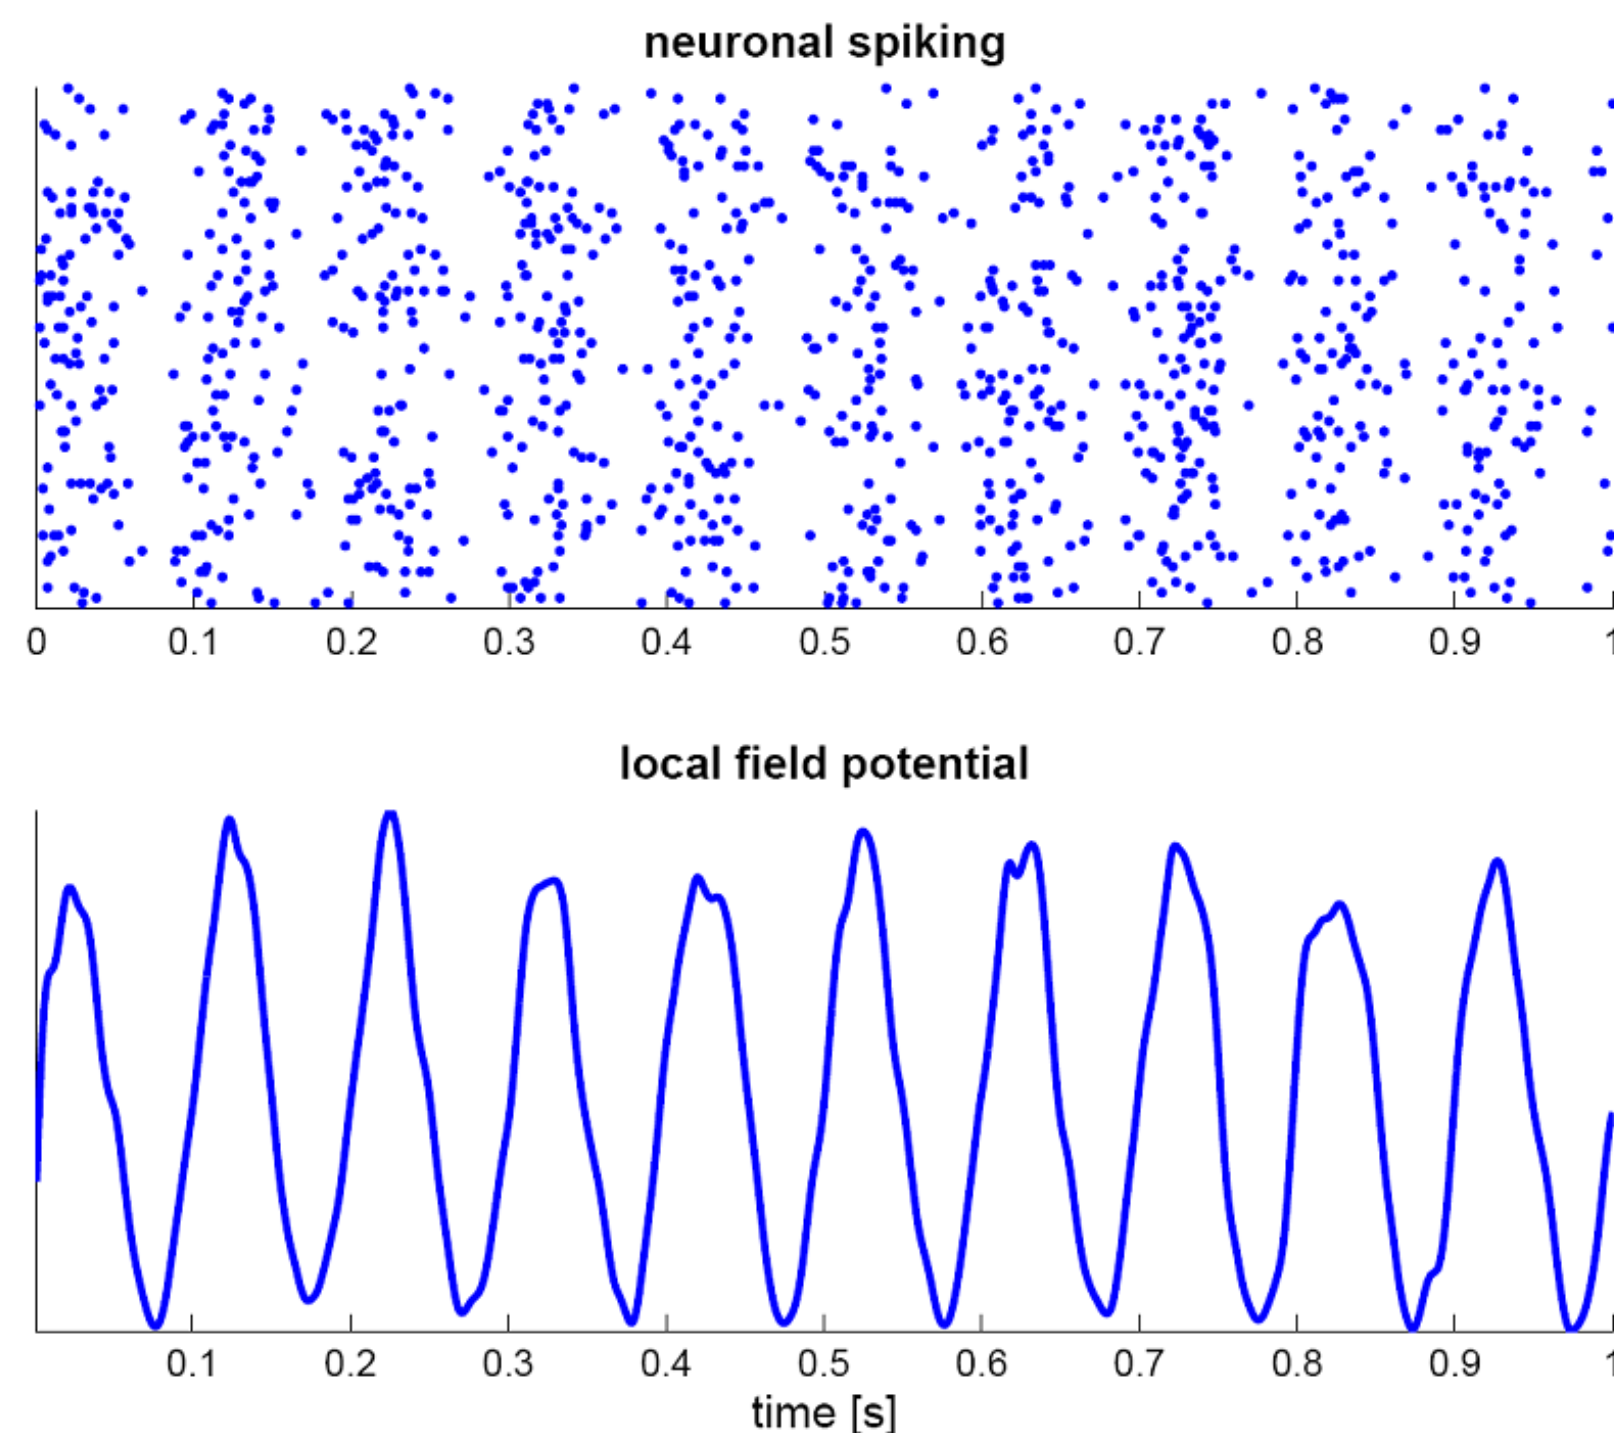 neuronal spiking
0 0.1 0.2 0.3 0.4 0.5 0.6 0.7 0.8 0.9 1
local field potential
0.1 0.2 0.3 0.4 0.5 0.6 0.7 0.8 0.9 1
time [s]